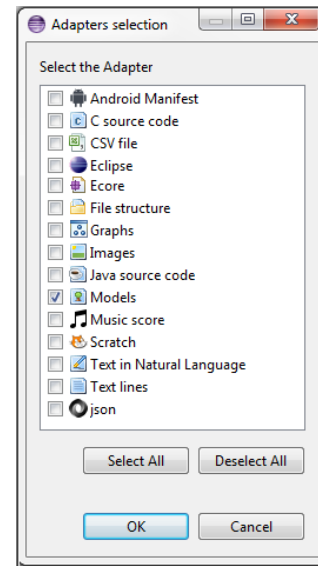 Adapters selection
Select the Adapter
Android Manifest
C source code
CSV file
Eclipse
Ecore
File structure
Graphs
Images
Java source code
Models
Music score
Scratch
Text in Natural Language
Text lines
json
Select All Deselect All
OK Cancel